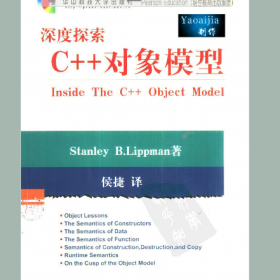 华中科技大学出版社
Pearson Education
Yaoaijia
制作
深度探索
C++对象模型
Inside The C++ Object Model
Stanley B.Lippman著
侯捷 译
Object Lessons
The Semantics of Constructors
The Semantics of Data
The Semantics of Function
Semantics of Construction,Destruction,and Copy
Runtime Semantics
On the Cusp of the Object Model